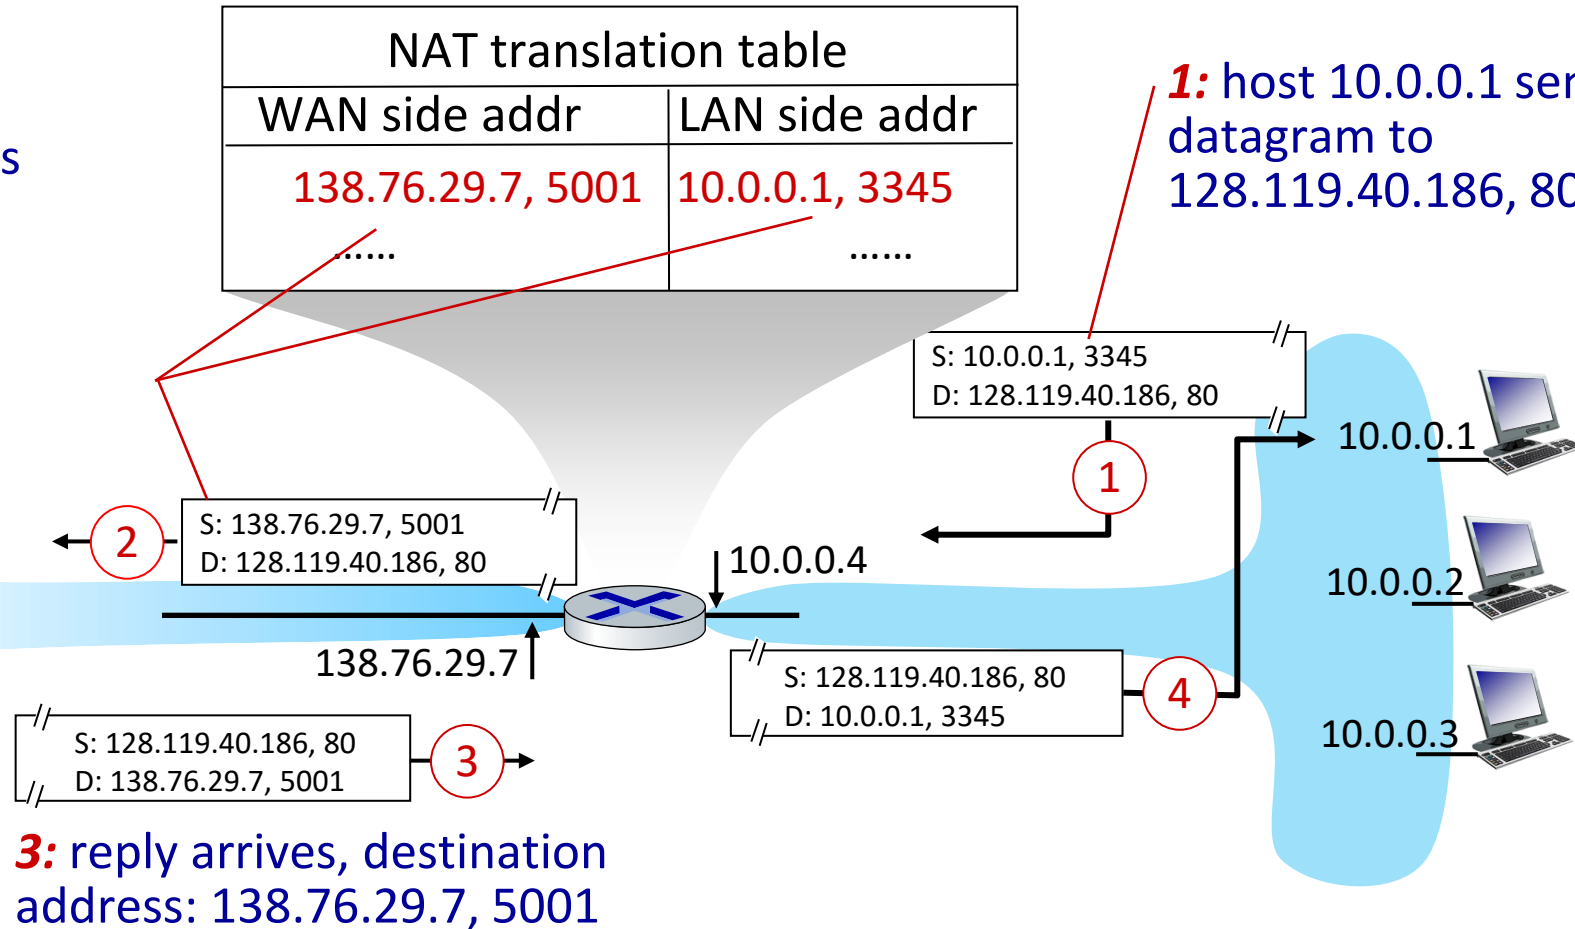 NAT translation table
WAN side addr LAN side addr
138.76.29.7, 5001 10.0.0.1, 3345
...... ......
s
1: host 10.0.0.1
datagram to
128.119.40.186, 80
S: 10.0.0.1, 3345
D: 128.119.40.186, 80
1
10.0.0.1
S: 138.76.29.7, 5001
D: 128.119.40.186, 80
2
10.0.0.4
10.0.0.2
138.76.29.7
S: 128.119.40.186, 80
D: 10.0.0.1, 3345
4
10.0.0.3
S: 128.119.40.186, 80
D: 138.76.29.7, 5001
3
3: reply arrives, destination
address: 138.76.29.7, 5001